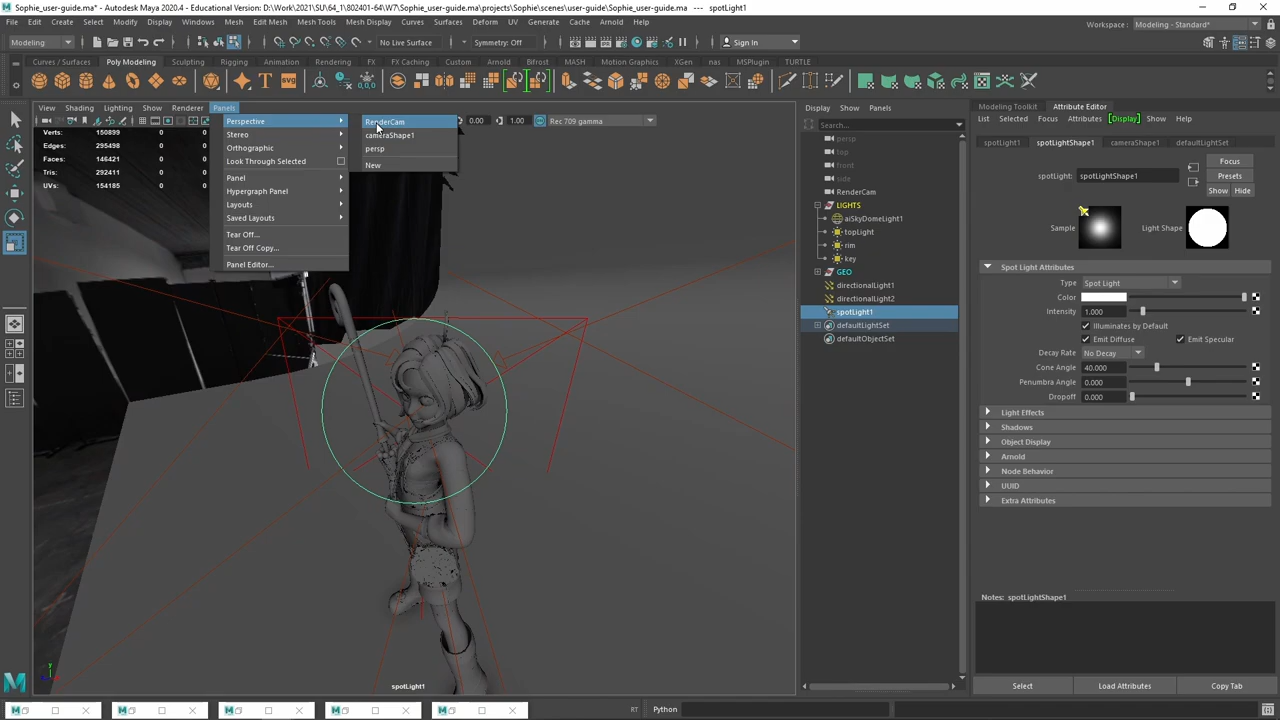 Sophie_user-guide.ma* - Autodesk Maya 2020.4 - Educational Version: D:\Work\2021\SU\64_1\802401-64\W7\Sophie_user-guide.ma\projects\Sophie\scenes\user-guide\Sophie_user-guide.ma --- spotLight1
File Edit Create Select Modify Display Windows Mesh Edit Mesh Mesh Tools Mesh Display Curves Surfaces Deform UV Generate Cache Arnold Help
Workspace : Modeling - Standard*
Modeling No Live Surface Symmetry: Off Sign In
Curves / Surfaces Poly Modeling Sculpting Rigging Animation Rendering FX FX Caching Custom Arnold Bifrost MASH Motion Graphics XGen nas MSPlugin TURTLE
SVG
View Shading Lighting Show Renderer Panels
0.00 1.00 Rec 709 gamma
Verts: 150899 0 0
Edges: 295498 0 0
Faces: 146421 0 0
Tris: 292411 0 0
UVs: 154185 0 0
Perspective
Stereo
Orthographic
Look Through Selected
Panel
Hypergraph Panel
Layouts
Saved Layouts
Tear Off...
Tear Off Copy...
Panel Editor...
RenderCam
cameraShape1
persp
New
spotLight1
Display Show Panels
Search...
persp
top
front
side
RenderCam
LIGHTS
aiSkyDomeLight1
topLight
rim
key
GEO
directionalLight1
directionalLight2
spotLight1
defaultLightSet
defaultObjectSet
Modeling Toolkit Attribute Editor
List Selected Focus Attributes Display Show Help
spotLight1 spotLightShape1 cameraShape1 defaultLightSet
Focus
spotLight: spotLightShape1 Presets
Show Hide
Sample Light Shape
Spot Light Attributes
Type Spot Light
Color
Intensity 1.000
Illuminates by Default
Emit Diffuse Emit Specular
Decay Rate No Decay
Cone Angle 40.000
Penumbra Angle 0.000
Dropoff 0.000
Light Effects
Shadows
Object Display
Arnold
Node Behavior
UUID
Extra Attributes
Notes: spotLightShape1
Select Load Attributes Copy Tab
RT Python